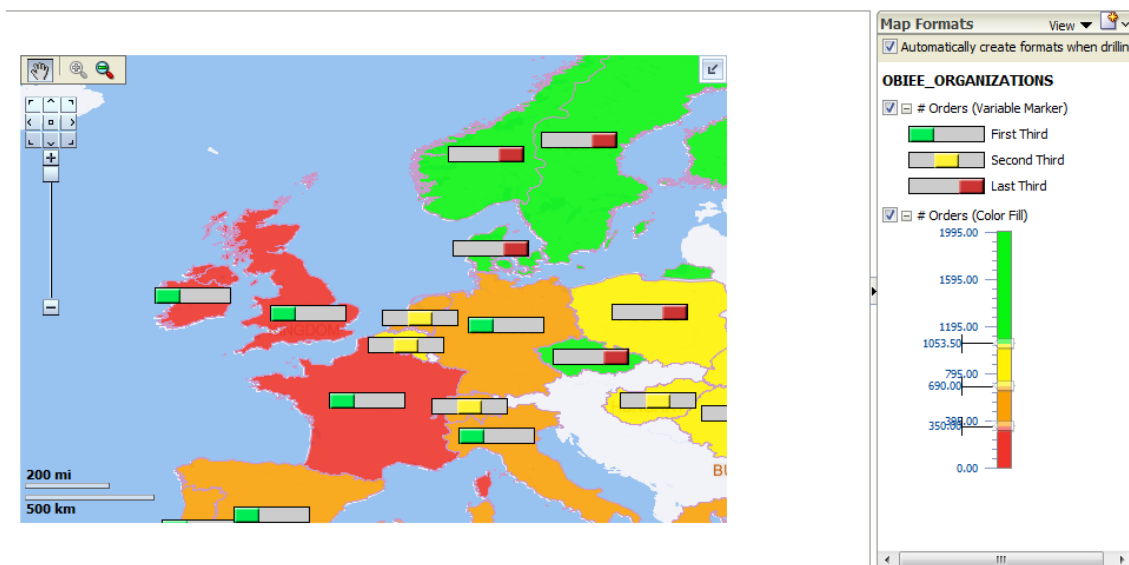 Map Formats
View
Automatically create formats when drillin
OBIEE_ORGANIZATIONS
# Orders (Variable Marker)
First Third
Second Third
Last Third
# Orders (Color Fill)
1995.00
1595.00
1195.00
1053.50
795.00
690.00
350.00
0.00
NGDOM
200 mi
500 km
BU